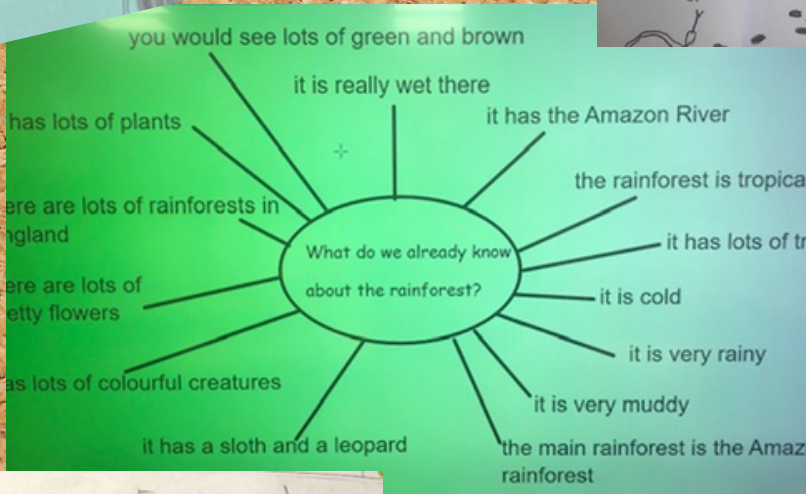 you would see lots of green and brown
it is really wet there
it has the Amazon River
has lots of plants
the rainforest is tropica
ere are lots of rainforests in
ngland
it has lots of tr
What do we already know
about the rainforest?
ere are lots of
etty flowers
it is cold
it is very rainy
as lots of colourful creatures
it is very muddy
it has a sloth and a leopard
the main rainforest is the Amaz
rainforest